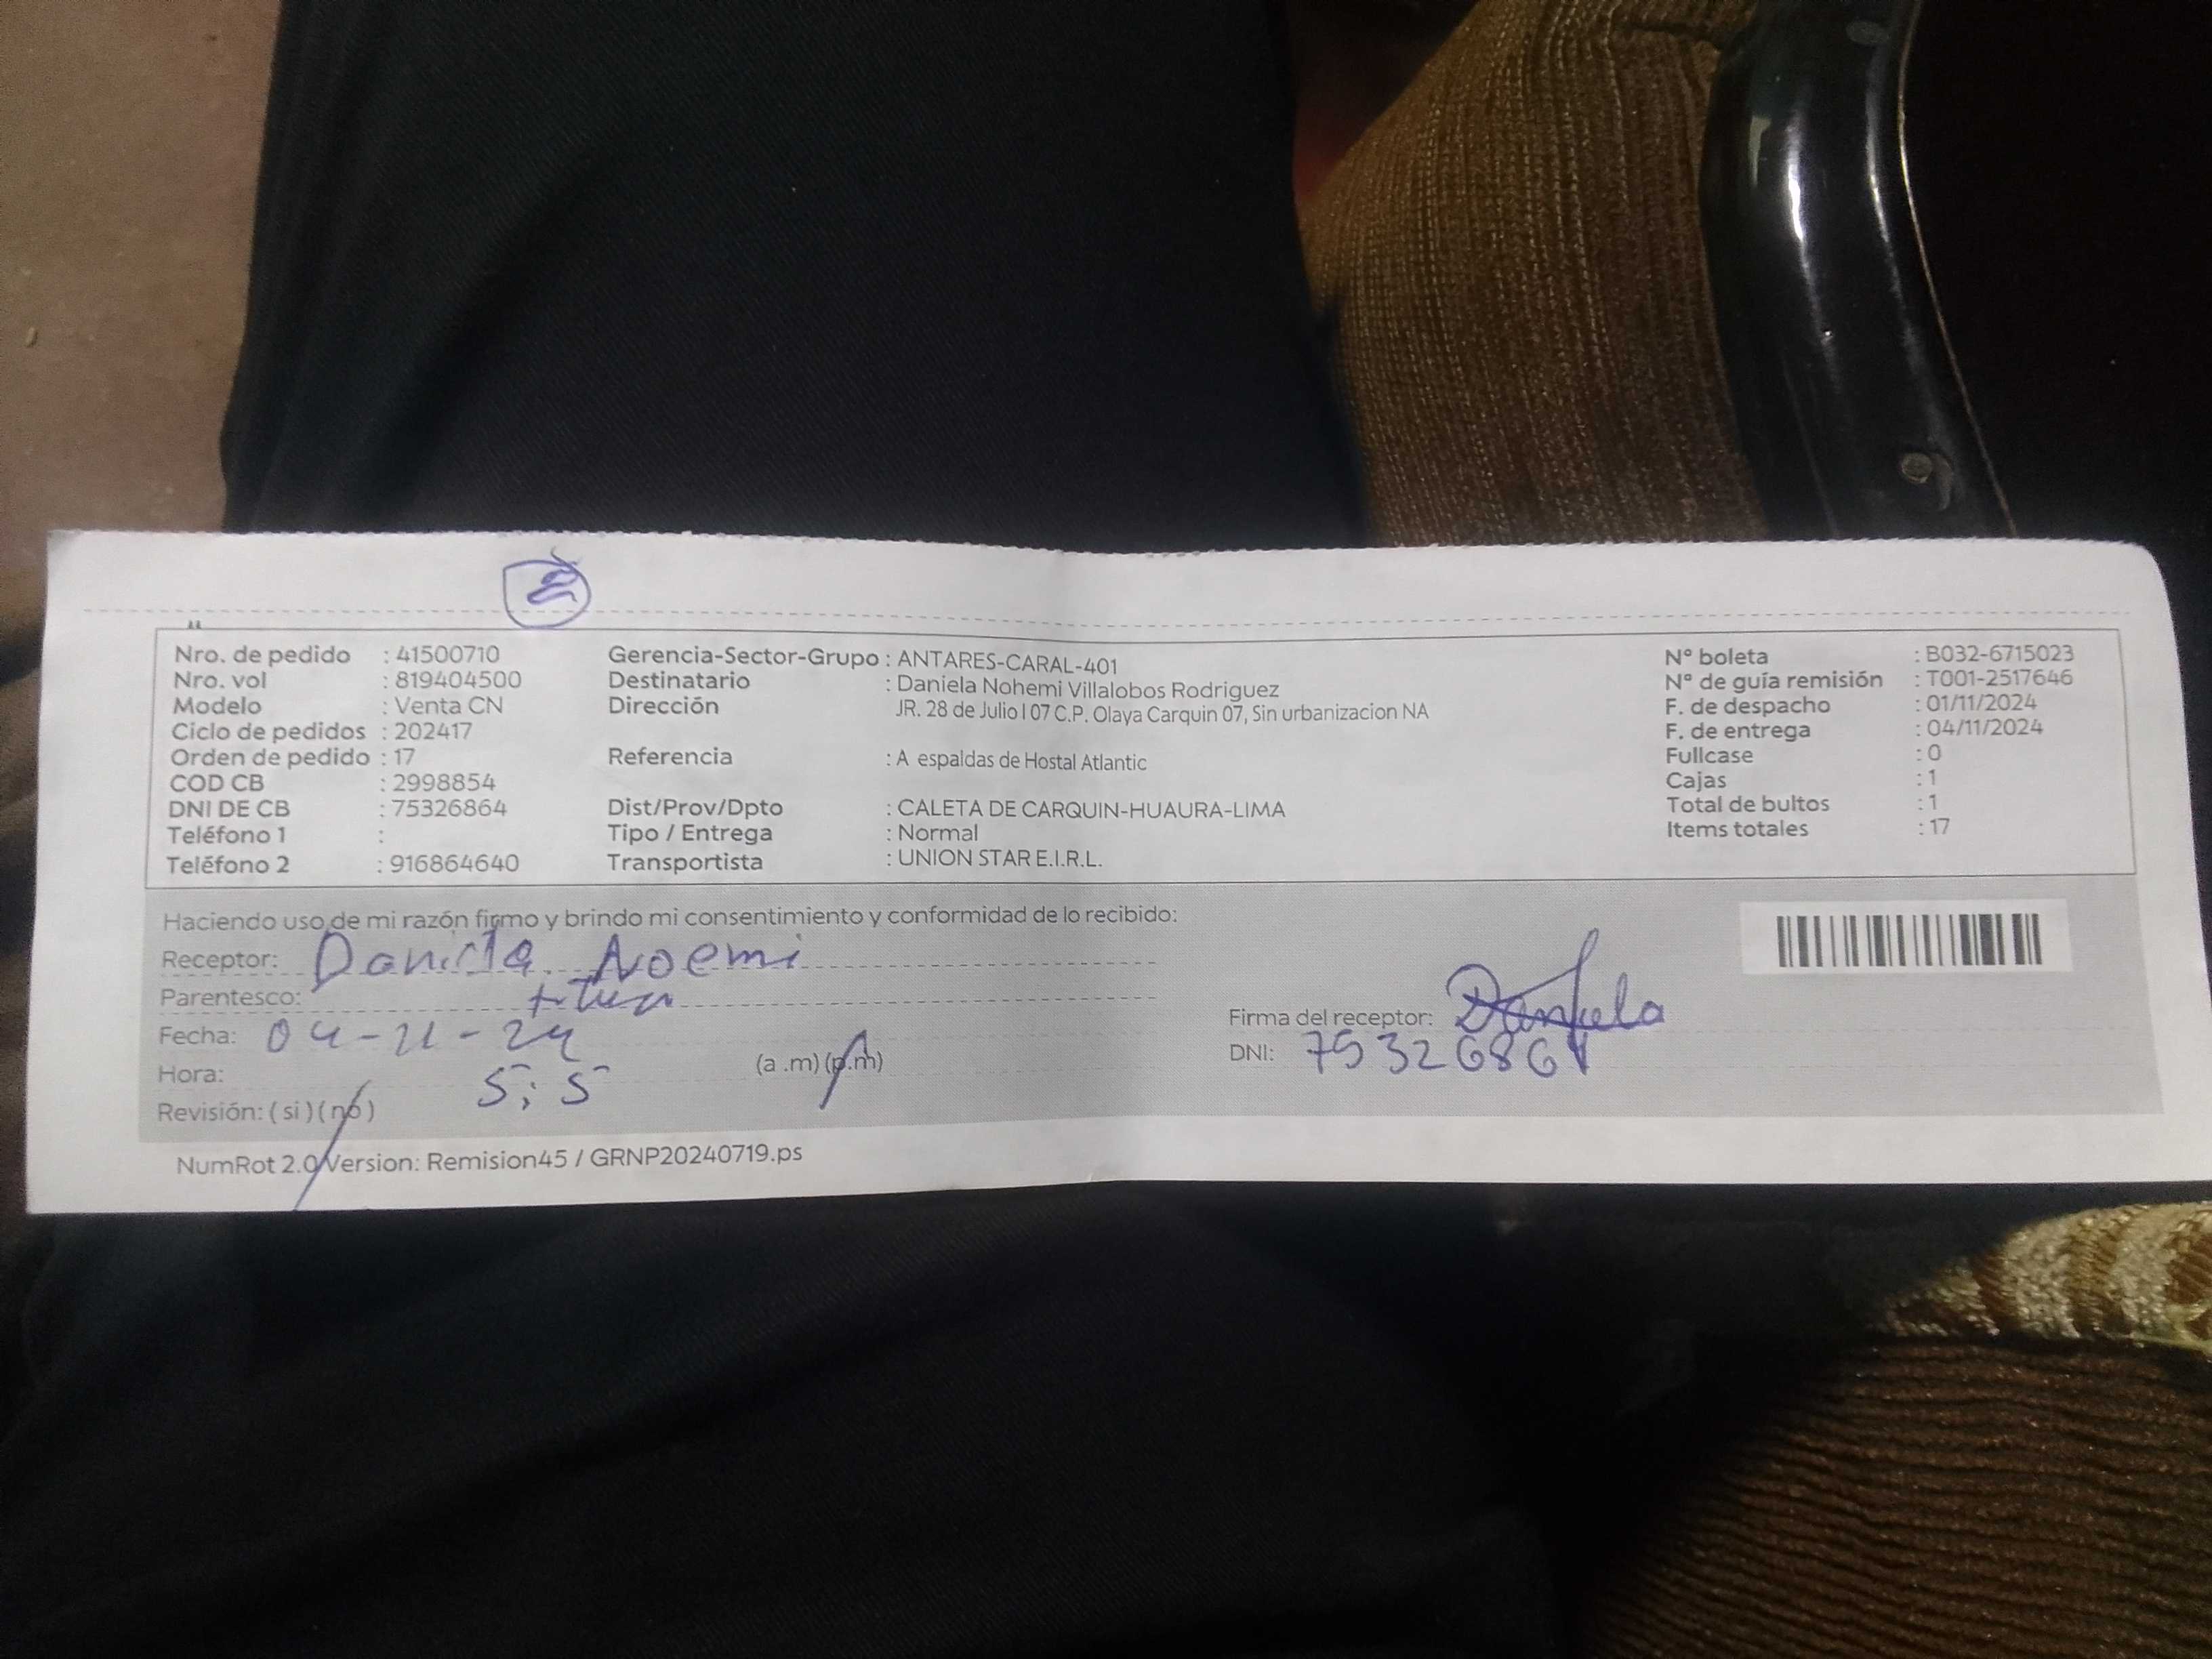 Nro. de pedido : 41500710
Nro. vol : 819404500
Modelo : Venta CN
Ciclo de pedidos : 202417
Orden de pedido : 17
COD CB : 2998854
DNI DE CB : 75326864
Teléfono 1 :
Teléfono 2 : 916864640
Gerencia-Sector-Grupo : ANTARES-CARAL-401
Destinatario : Daniela Nohemi Villalobos Rodriguez
Dirección JR. 28 de Julio I 07 C.P. Olaya Carquin 07, Sin urbanizacion NA
Referencia : A espaldas de Hostal Atlantic
Dist/Prov/Dpto : CALETA DE CARQUIN-HUAURA-LIMA
Tipo / Entrega : Normal
Transportista : UNION STAR E.I.R.L.
N° boleta : B032-6715023
N° de guía remisión : T001-2517646
F. de despacho : 01/11/2024
F. de entrega : 04/11/2024
Fullcase : 0
Cajas : 1
Total de bultos : 1
Items totales : 17
Haciendo uso de mi razón firmo y brindo mi consentimiento y conformidad de lo recibido:
Receptor: Daniela Noemi
Parentesco:
Fecha: 04-11-24
Hora: 5:5 (a .m) (p.m)
Revisión: ( si ) ( no )
Firma del receptor: Daniela
DNI: 75326864
NumRot 2.0 Version: Remision45 / GRNP20240719.ps